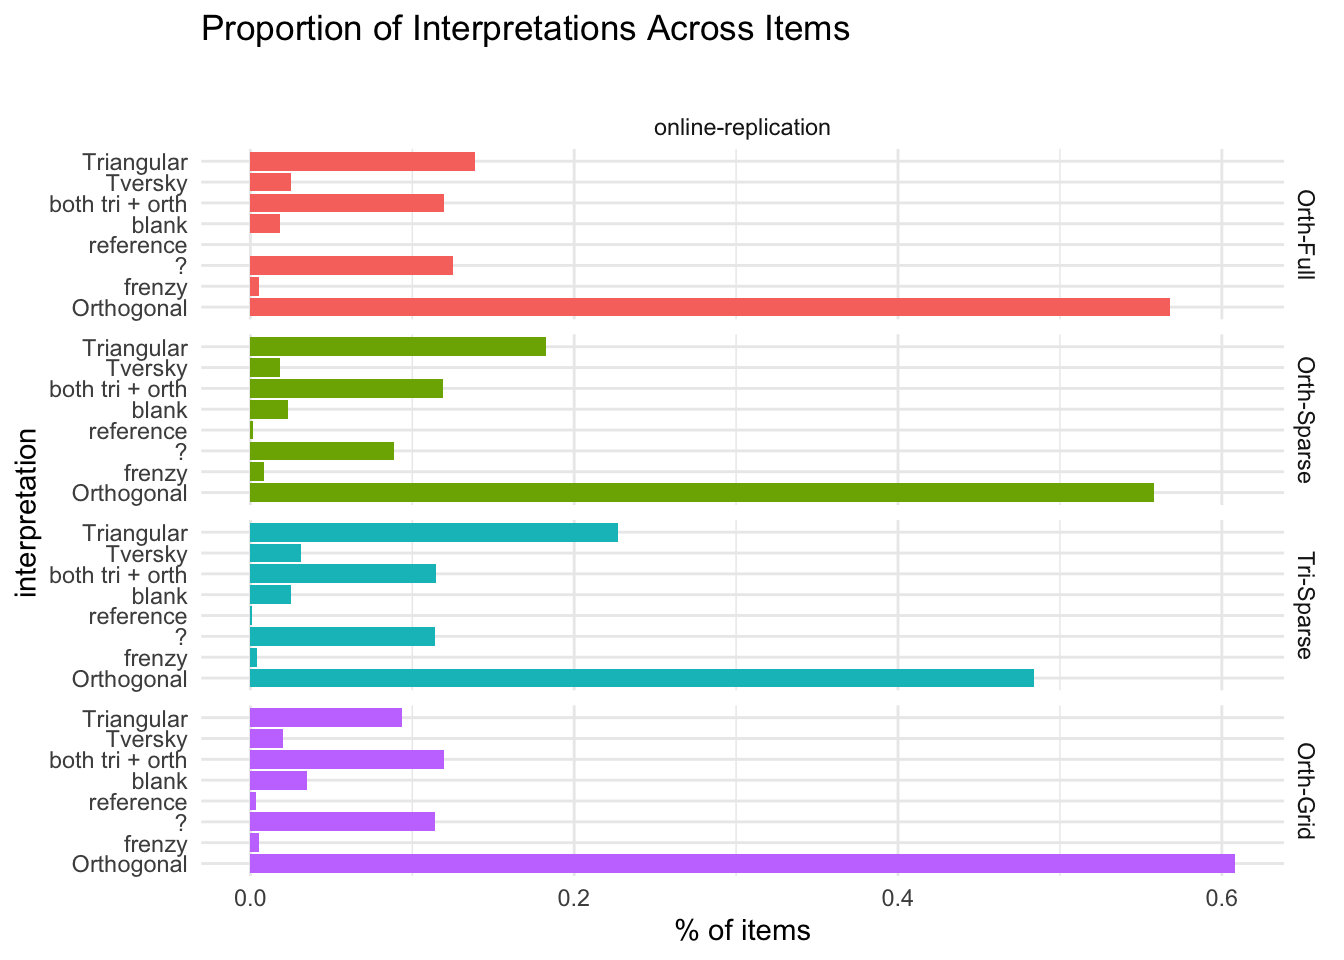 Proportion of Interpretations Across Items
online-replication
Triangular
Tversky
both tri + orth
blank
reference
?
frenzy
Orthogonal
Orth-Full
Triangular
Tversky
both tri + orth
blank
reference
?
frenzy
Orthogonal
Orth-Sparse
Triangular
Tversky
both tri + orth
blank
reference
?
frenzy
Orthogonal
Tri-Sparse
Triangular
Tversky
both tri + orth
blank
reference
?
frenzy
Orthogonal
Orth-Grid
interpretation
0.0 0.2 0.4 0.6
% of items